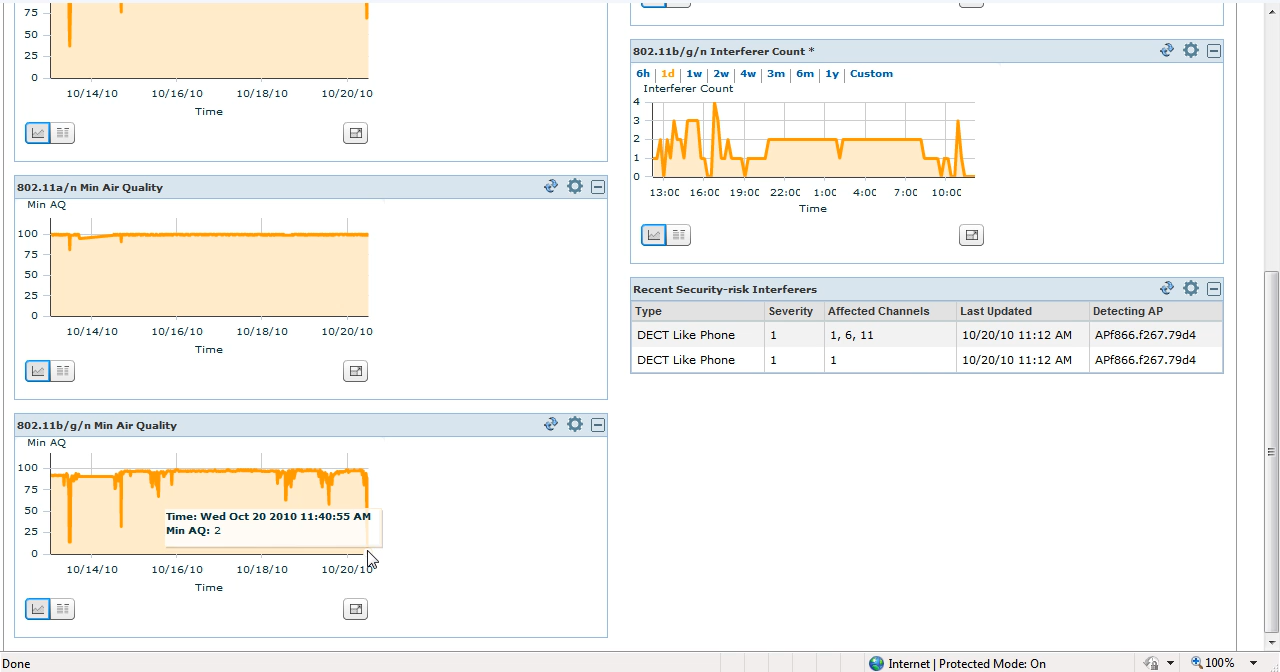 75
50
25
0
10/14/10 10/16/10 10/18/10 10/20/10
Time
802.11a/n Min Air Quality
Min AQ
100
75
50
25
0
10/14/10 10/16/10 10/18/10 10/20/10
Time
802.11b/g/n Min Air Quality
Min AQ
100
75
50
25
0
Time: Wed Oct 20 2010 11:40:55 AM
Min AQ: 2
10/14/10 10/16/10 10/18/10 10/20/10
Time
802.11b/g/n Interferer Count *
6h | 1d | 1w | 2w | 4w | 3m | 6m | 1y | Custom
Interferer Count
4
3
2
1
0
13:00 16:00 19:00 22:00 1:00 4:00 7:00 10:00
Time
Recent Security-risk Interferers
Type Severity Affected Channels Last Updated Detecting AP
DECT Like Phone 1 1, 6, 11 10/20/10 11:12 AM APf866.f267.79d4
DECT Like Phone 1 1 10/20/10 11:12 AM APf866.f267.79d4
Done Internet | Protected Mode: On 100%